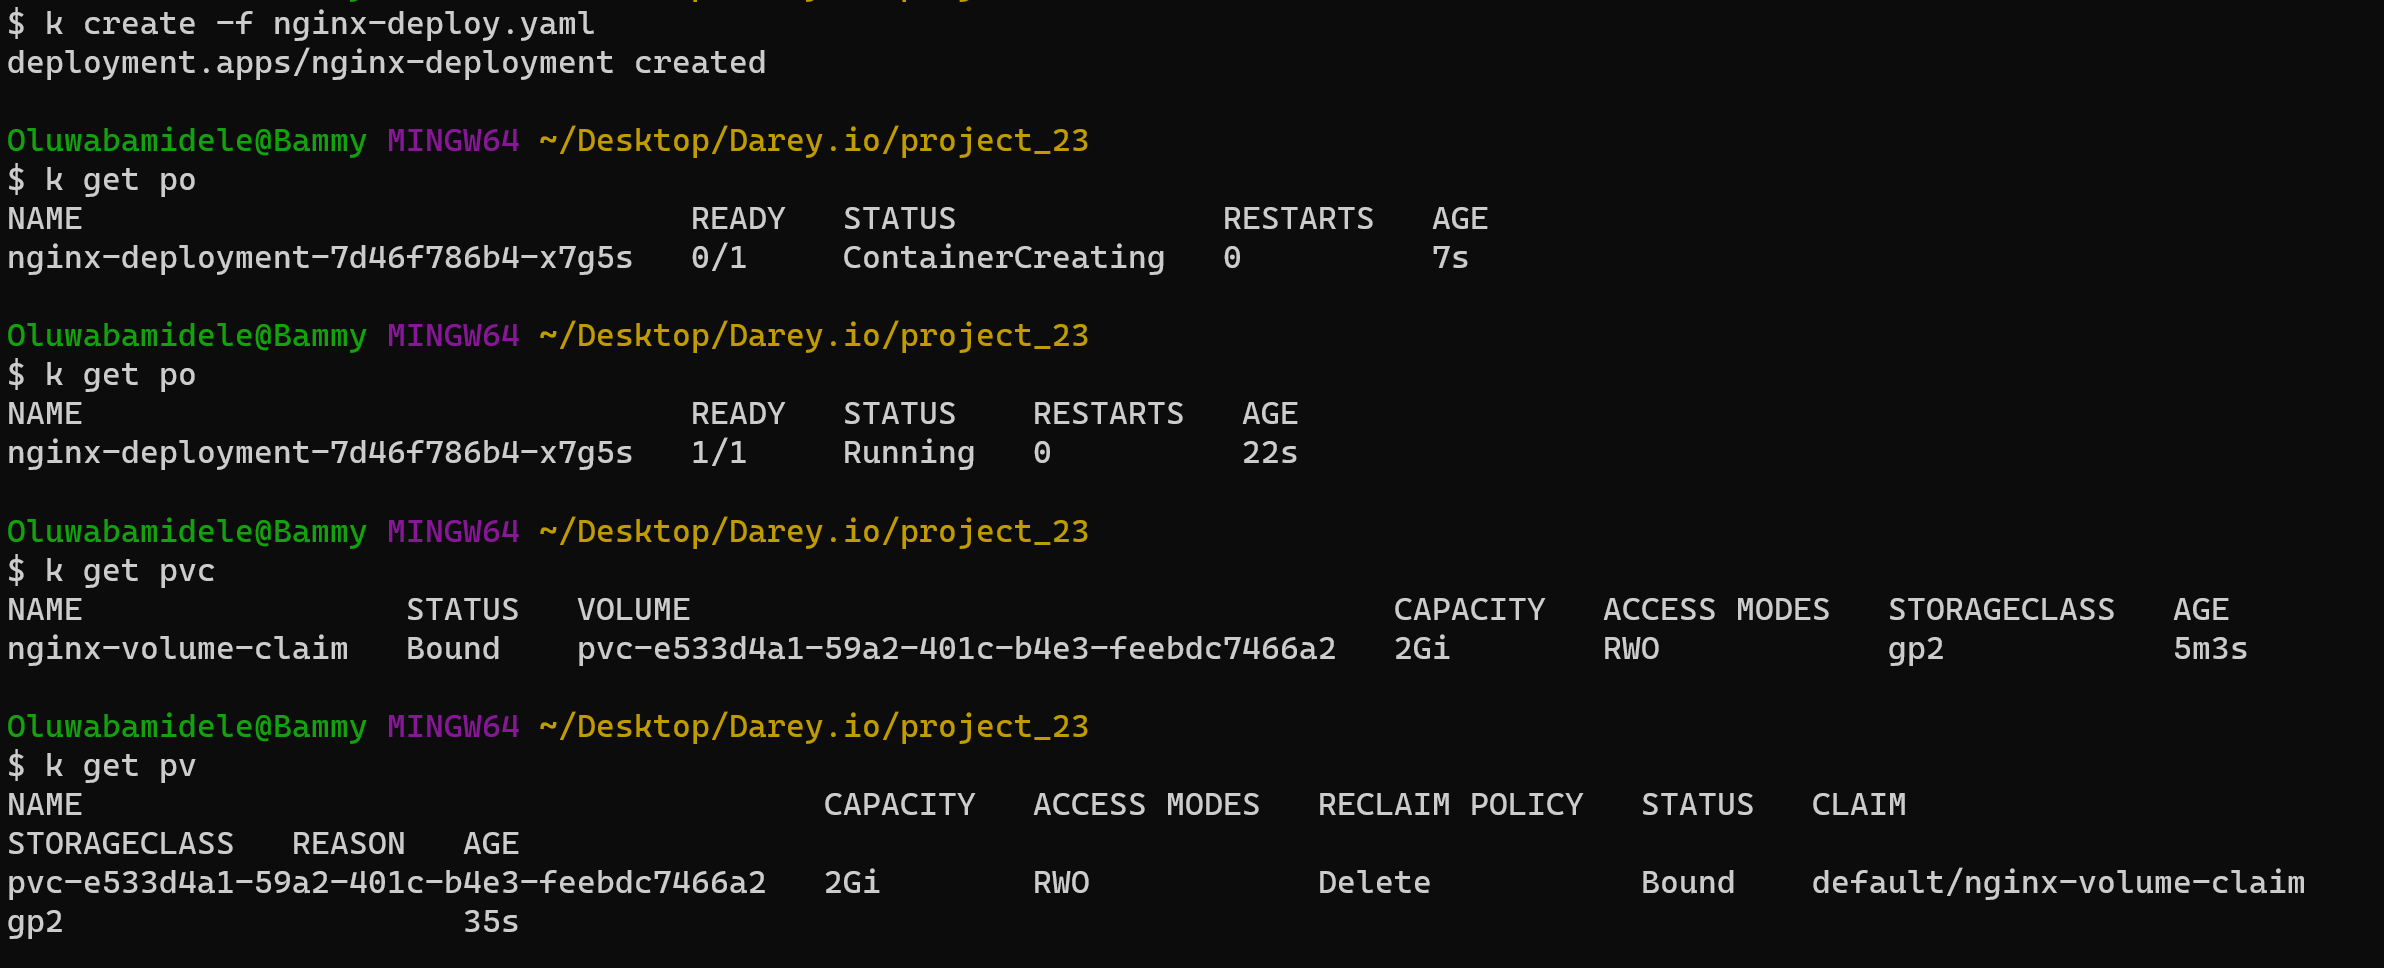 $ k create -f nginx-deploy.yaml
deployment.apps/nginx-deployment created
Oluwabamidele@Bammy MINGW64 ~/Desktop/Darey.io/project_23
$ k get po
NAME                                READY   STATUS              RESTARTS   AGE
nginx-deployment-7d46f786b4-x7g5s   0/1     ContainerCreating   0          7s
Oluwabamidele@Bammy MINGW64 ~/Desktop/Darey.io/project_23
$ k get po
NAME                                READY   STATUS    RESTARTS   AGE
nginx-deployment-7d46f786b4-x7g5s   1/1     Running   0          22s
Oluwabamidele@Bammy MINGW64 ~/Desktop/Darey.io/project_23
$ k get pvc
NAME                 STATUS   VOLUME                                     CAPACITY   ACCESS MODES   STORAGECLASS   AGE
nginx-volume-claim   Bound    pvc-e533d4a1-59a2-401c-b4e3-feebdc7466a2   2Gi        RWO            gp2            5m3s
Oluwabamidele@Bammy MINGW64 ~/Desktop/Darey.io/project_23
$ k get pv
NAME                                       CAPACITY   ACCESS MODES   RECLAIM POLICY   STATUS   CLAIM
STORAGECLASS   REASON   AGE
pvc-e533d4a1-59a2-401c-b4e3-feebdc7466a2   2Gi        RWO            Delete           Bound    default/nginx-volume-claim
gp2                     35s